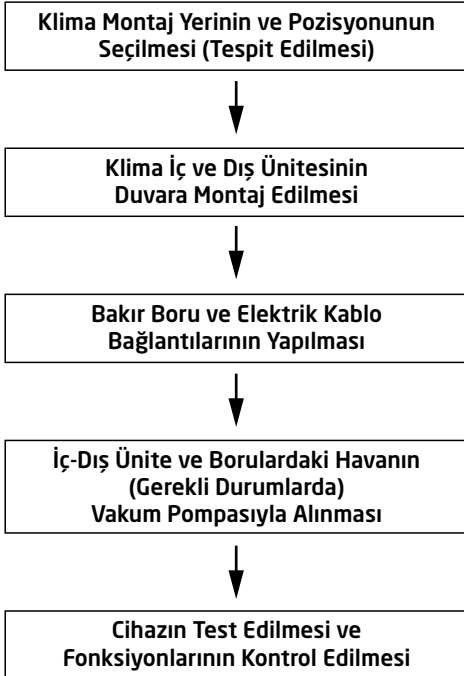 Klima Montaj Yerinin ve Pozisyonunun
Seçilmesi (Tespit Edilmesi)
Klima İç ve Dış Ünitesinin
Duvara Montaj Edilmesi
Bakır Boru ve Elektrik Kablo
Bağlantılarının Yapılması
İç-Dış Ünite ve Borulardaki Havanın
(Gerekli Durumlarda)
Vakum Pompasıyla Alınması
Cihazın Test Edilmesi ve
Fonksiyonlarının Kontrol Edilmesi